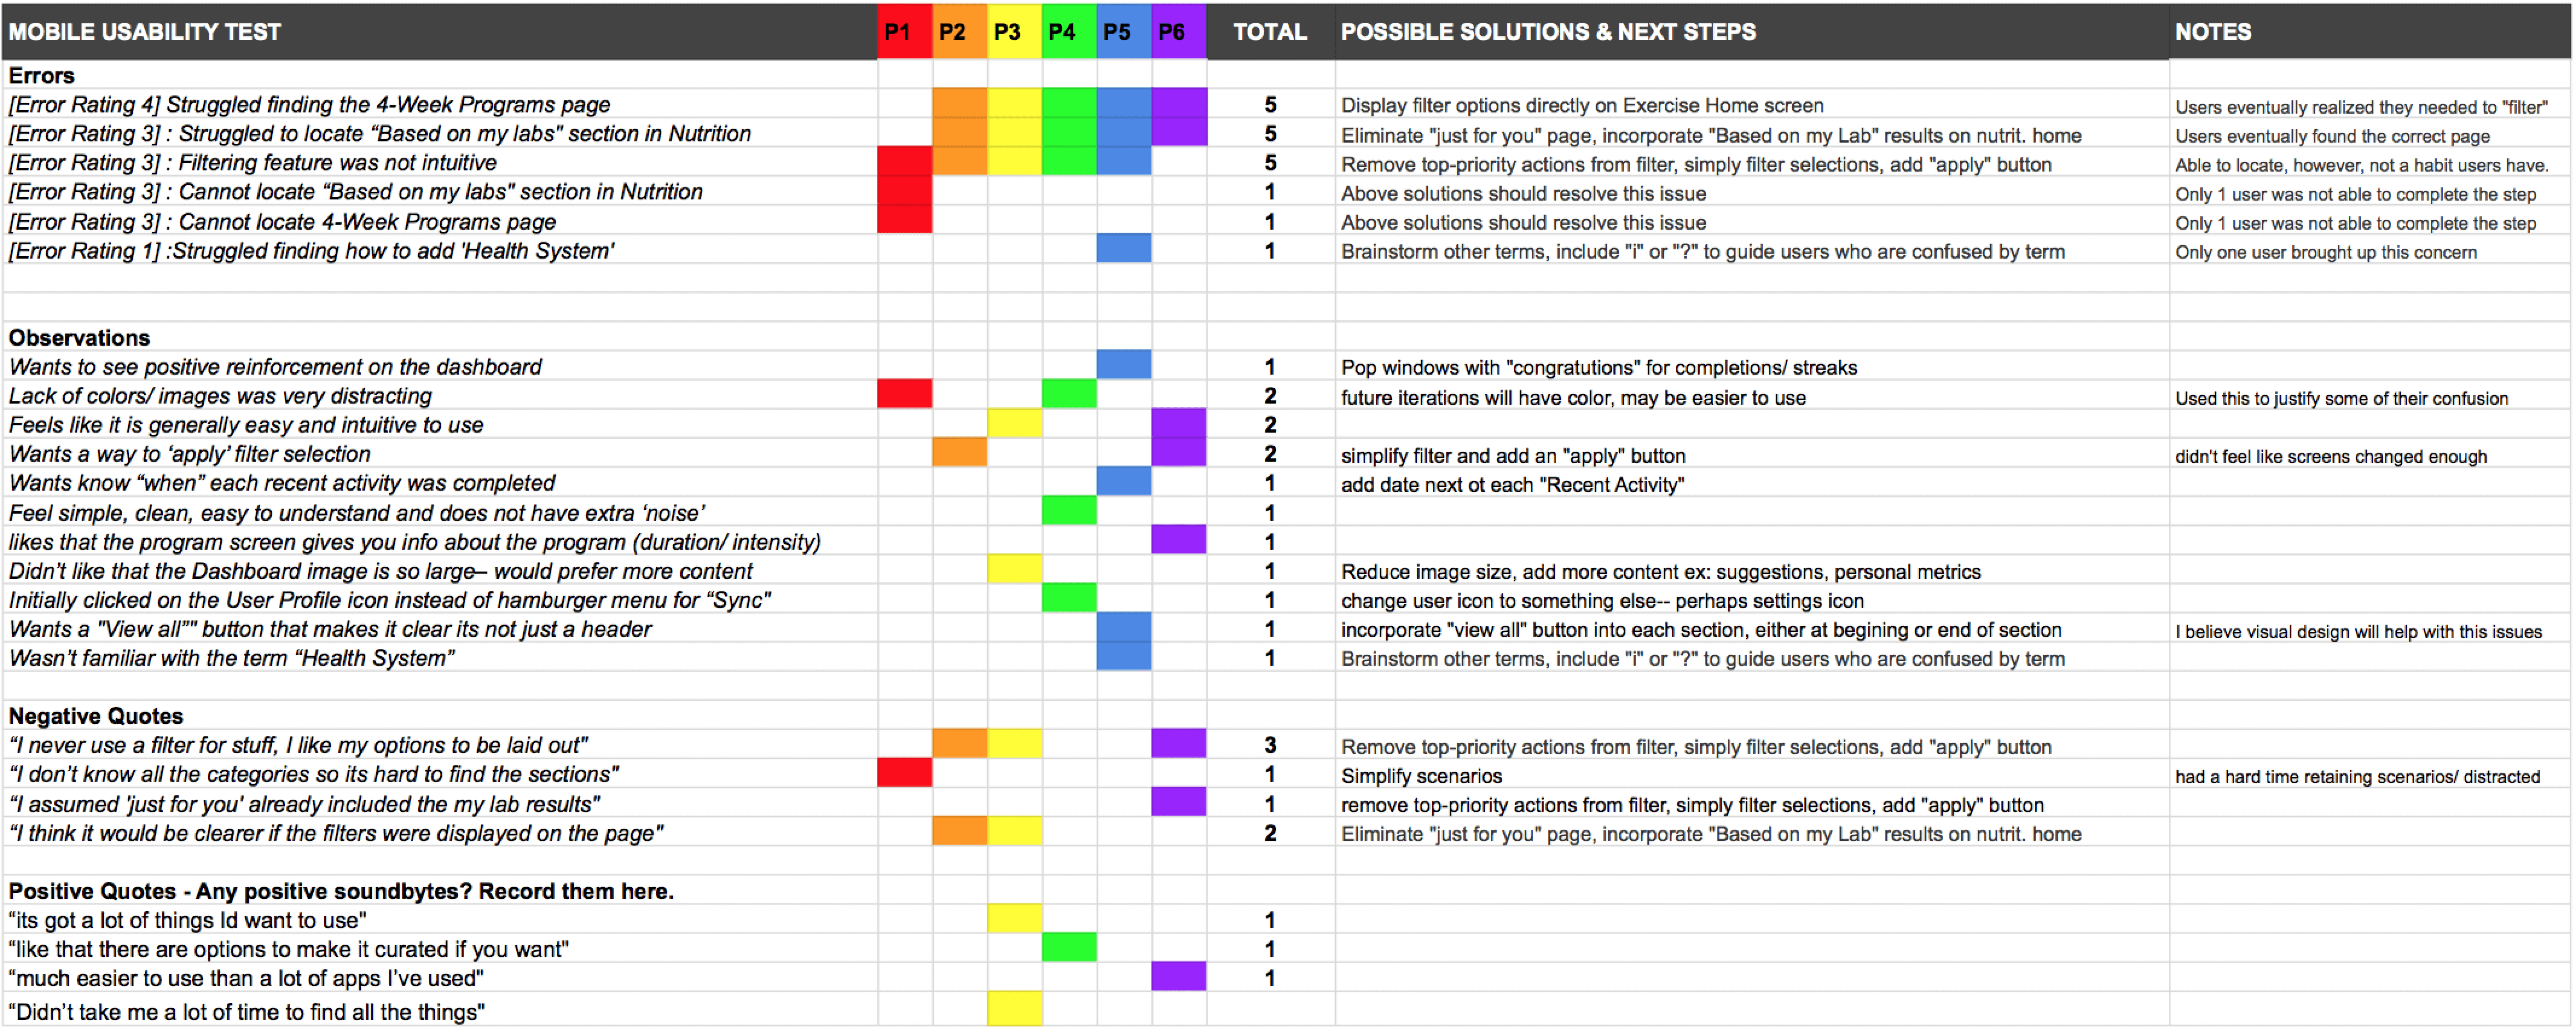 MOBILE USABILITY TEST P1 P2 P3 P4 P5 P6 TOTAL POSSIBLE SOLUTIONS & NEXT STEPS NOTES
Errors
[Error Rating 4] Struggled finding the 4-Week Programs page 5 Display filter options directly on Exercise Home screen Users eventually realized they needed to "filter"
[Error Rating 3] : Struggled to locate “Based on my labs" section in Nutrition 5 Eliminate "just for you" page, incorporate "Based on my Lab" results on nutrit. home Users eventually found the correct page
[Error Rating 3] : Filtering feature was not intuitive 5 Remove top-priority actions from filter, simply filter selections, add "apply" button Able to locate, however, not a habit users have.
[Error Rating 3] : Cannot locate “Based on my labs" section in Nutrition 1 Above solutions should resolve this issue Only 1 user was not able to complete the step
[Error Rating 3] : Cannot locate 4-Week Programs page 1 Above solutions should resolve this issue Only 1 user was not able to complete the step
[Error Rating 1] :Struggled finding how to add 'Health System' 1 Brainstorm other terms, include "i" or "?" to guide users who are confused by term Only one user brought up this concern
Observations
Wants to see positive reinforcement on the dashboard 1 Pop windows with "congratutions" for completions/ streaks
Lack of colors/ images was very distracting 2 future iterations will have color, may be easier to use Used this to justify some of their confusion
Feels like it is generally easy and intuitive to use 2
Wants a way to ‘apply’ filter selection 2 simplify filter and add an "apply" button didn't feel like screens changed enough
Wants know “when” each recent activity was completed 1 add date next ot each "Recent Activity"
Feel simple, clean, easy to understand and does not have extra ‘noise’ 1
likes that the program screen gives you info about the program (duration/ intensity) 1
Didn’t like that the Dashboard image is so large– would prefer more content 1 Reduce image size, add more content ex: suggestions, personal metrics
Initially clicked on the User Profile icon instead of hamburger menu for “Sync" 1 change user icon to something else-- perhaps settings icon
Wants a "View all”" button that makes it clear its not just a header 1 incorporate "view all" button into each section, either at begining or end of section I believe visual design will help with this issues
Wasn’t familiar with the term “Health System” 1 Brainstorm other terms, include "i" or "?" to guide users who are confused by term
Negative Quotes
“I never use a filter for stuff, I like my options to be laid out" 3 Remove top-priority actions from filter, simply filter selections, add "apply" button
“I don’t know all the categories so its hard to find the sections" 1 Simplify scenarios had a hard time retaining scenarios/ distracted
“I assumed 'just for you' already included the my lab results" 1 remove top-priority actions from filter, simply filter selections, add "apply" button
“I think it would be clearer if the filters were displayed on the page" 2 Eliminate "just for you" page, incorporate "Based on my Lab" results on nutrit. home
Positive Quotes - Any positive soundbytes? Record them here.
“its got a lot of things Id want to use" 1
“like that there are options to make it curated if you want" 1
“much easier to use than a lot of apps I’ve used" 1
“Didn’t take me a lot of time to find all the things"